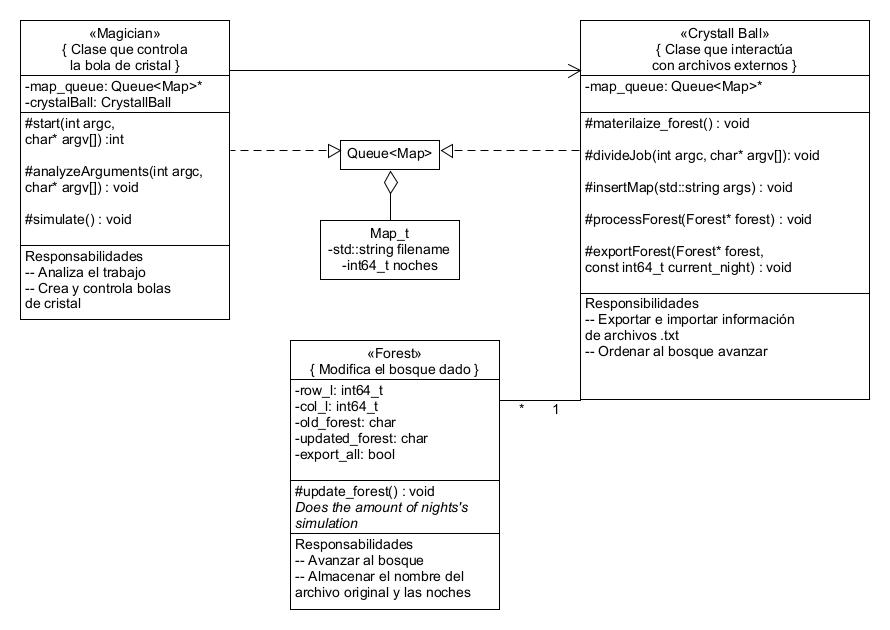 «Magician»
{ Clase que controla
la bola de cristal }
-map_queue: Queue<Map>*
-crystalBall: CrystallBall
#start(int argc,
char* argv[]) :int
#analyzeArguments(int argc,
char* argv[]) : void
#simulate() : void
Responsabilidades
-- Analiza el trabajo
-- Crea y controla bolas
de cristal
Queue<Map>
Map_t
-std::string filename
-int64_t noches
«Crystall Ball»
{ Clase que interactúa
con archivos externos }
-map_queue: Queue<Map>*
#materilaize_forest() : void
#divideJob(int argc, char* argv[]): void
#insertMap(std::string args) : void
#processForest(Forest* forest) : void
#exportForest(Forest* forest,
const int64_t current_night) : void
Responsibilidades
-- Exportar e importar información
de archivos .txt
-- Ordenar al bosque avanzar
«Forest»
{ Modifica el bosque dado }
-row_l: int64_t
-col_l: int64_t
-old_forest: char
-updated_forest: char
-export_all: bool
#update_forest() : void
Does the amount of nights's
simulation
Responsabilidades
-- Avanzar al bosque
-- Almacenar el nombre del
archivo original y las noches
* 1